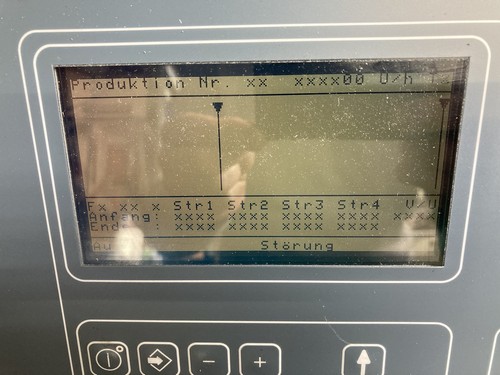 Produktion Nr. xx xxxx00 U/h
Fx xx x Str1 Str2 Str3 Str4 V/U
Anfang: xxxx xxxx xxxx xxxx xxxx
End : xxxx xxxx xxxx xxxx
Störung